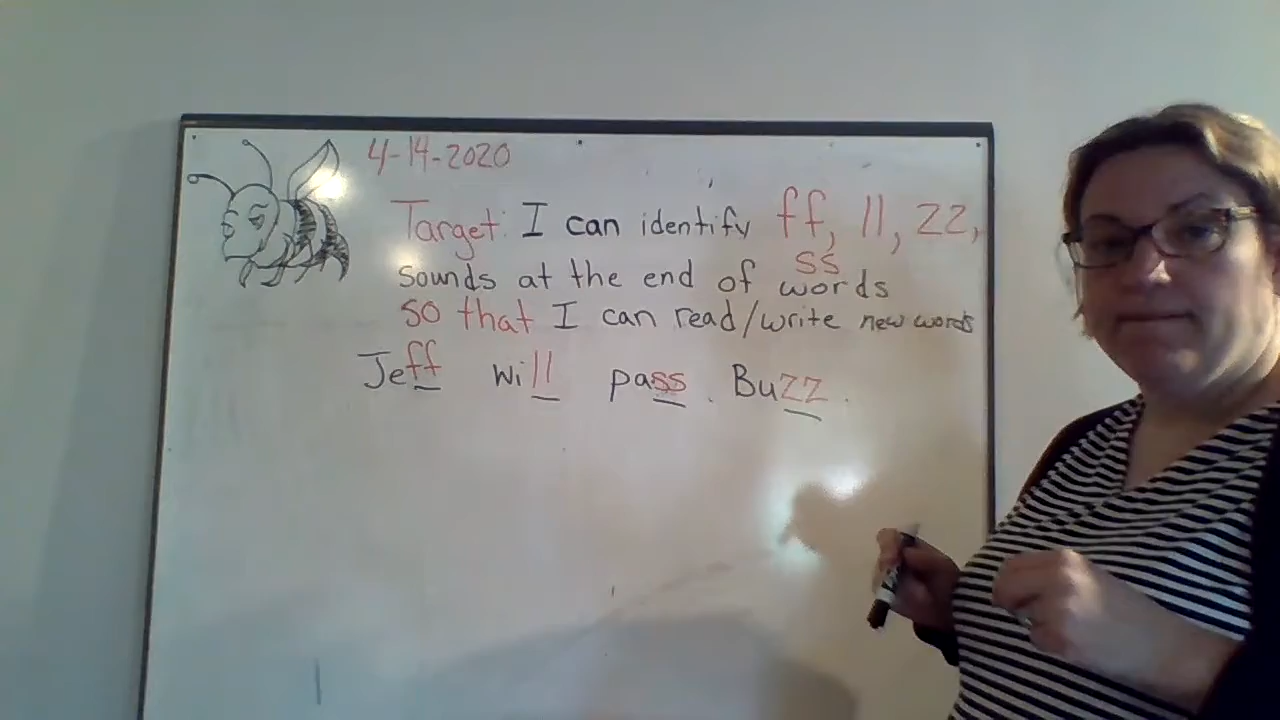 4-14-2020
Target: I can identify ff, ll, zz,
ss
sounds at the end of words
so that I can read/write new words
Jeff will pass. Buzz.